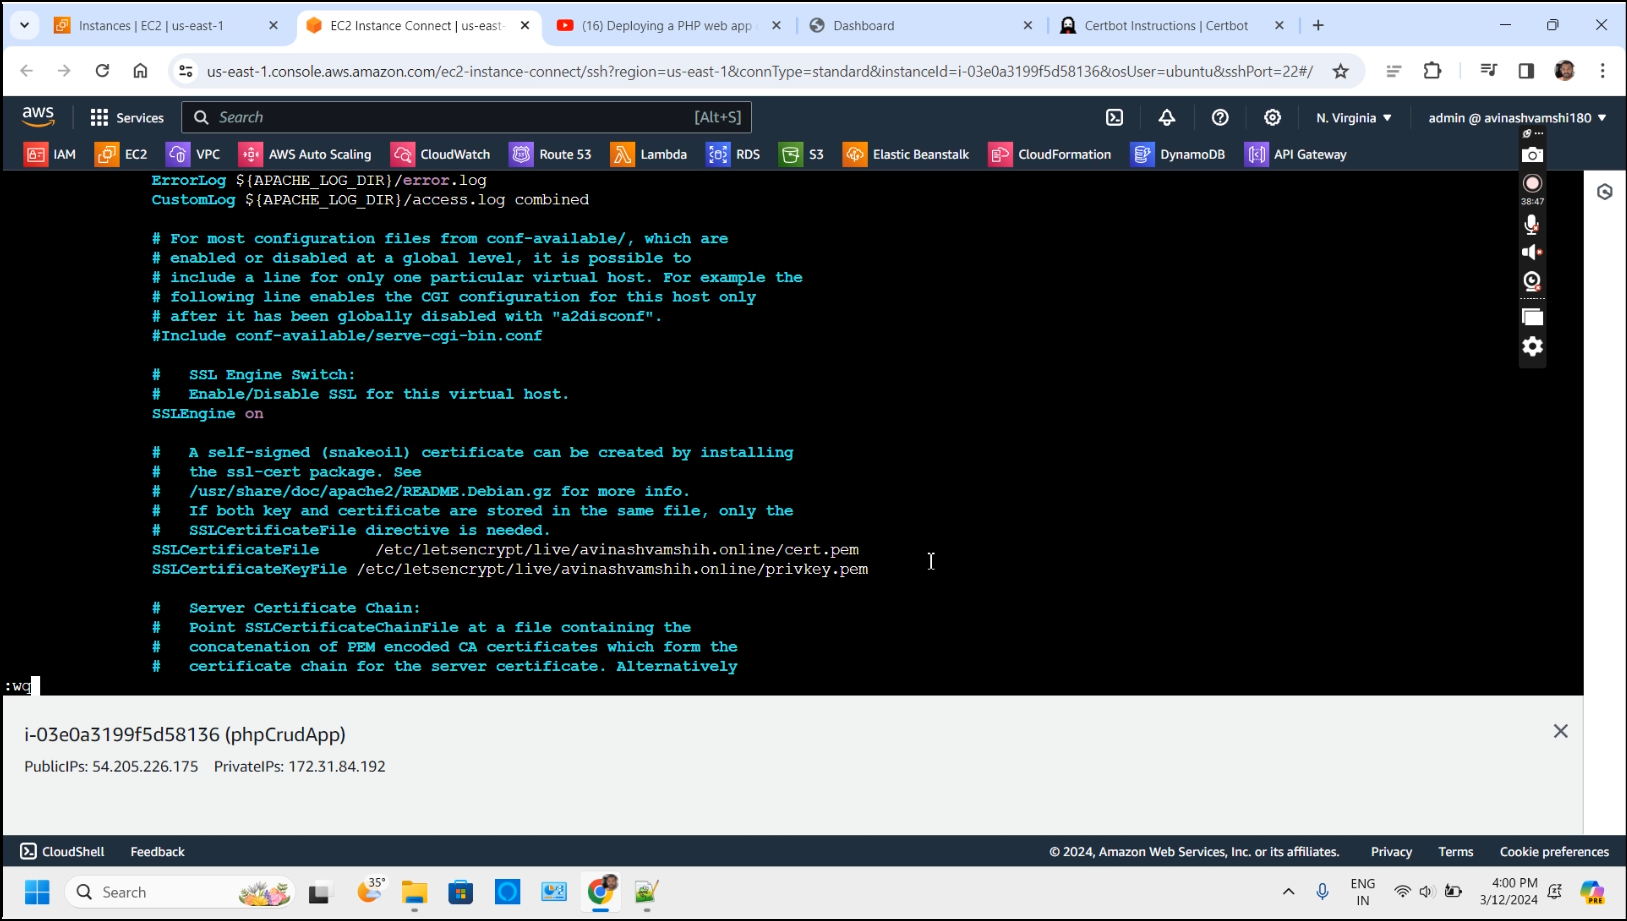 Instances | EC2 | us-east-1
EC2 Instance Connect | us-east-
(16) Deploying a PHP web app
Dashboard
Certbot Instructions | Certbot
us-east-1.console.aws.amazon.com/ec2-instance-connect/ssh?region=us-east-1&connType=standard&instanceId=i-03e0a3199f5d58136&osUser=ubuntu&sshPort=22#/
aws
Services
Search
[Alt+S]
N. Virginia
admin @ avinashvamshi180
IAM
EC2
VPC
AWS Auto Scaling
CloudWatch
Route 53
Lambda
RDS
S3
Elastic Beanstalk
CloudFormation
DynamoDB
API Gateway
38:47
ErrorLog ${APACHE_LOG_DIR}/error.log
CustomLog ${APACHE_LOG_DIR}/access.log combined
# For most configuration files from conf-available/, which are
# enabled or disabled at a global level, it is possible to
# include a line for only one particular virtual host. For example the
# following line enables the CGI configuration for this host only
# after it has been globally disabled with "a2disconf".
#Include conf-available/serve-cgi-bin.conf
# SSL Engine Switch:
# Enable/Disable SSL for this virtual host.
SSLEngine on
# A self-signed (snakeoil) certificate can be created by installing
# the ssl-cert package. See
# /usr/share/doc/apache2/README.Debian.gz for more info.
# If both key and certificate are stored in the same file, only the
# SSLCertificateFile directive is needed.
SSLCertificateFile /etc/letsencrypt/live/avinashvamshih.online/cert.pem
SSLCertificateKeyFile /etc/letsencrypt/live/avinashvamshih.online/privkey.pem
# Server Certificate Chain:
# Point SSLCertificateChainFile at a file containing the
# concatenation of PEM encoded CA certificates which form the
# certificate chain for the server certificate. Alternatively
:wq
i-03e0a3199f5d58136 (phpCrudApp)
PublicIPs: 54.205.226.175 PrivateIPs: 172.31.84.192
CloudShell
Feedback
© 2024, Amazon Web Services, Inc. or its affiliates.
Privacy
Terms
Cookie preferences
Search
35°
ENG
IN
4:00 PM
3/12/2024
PRE